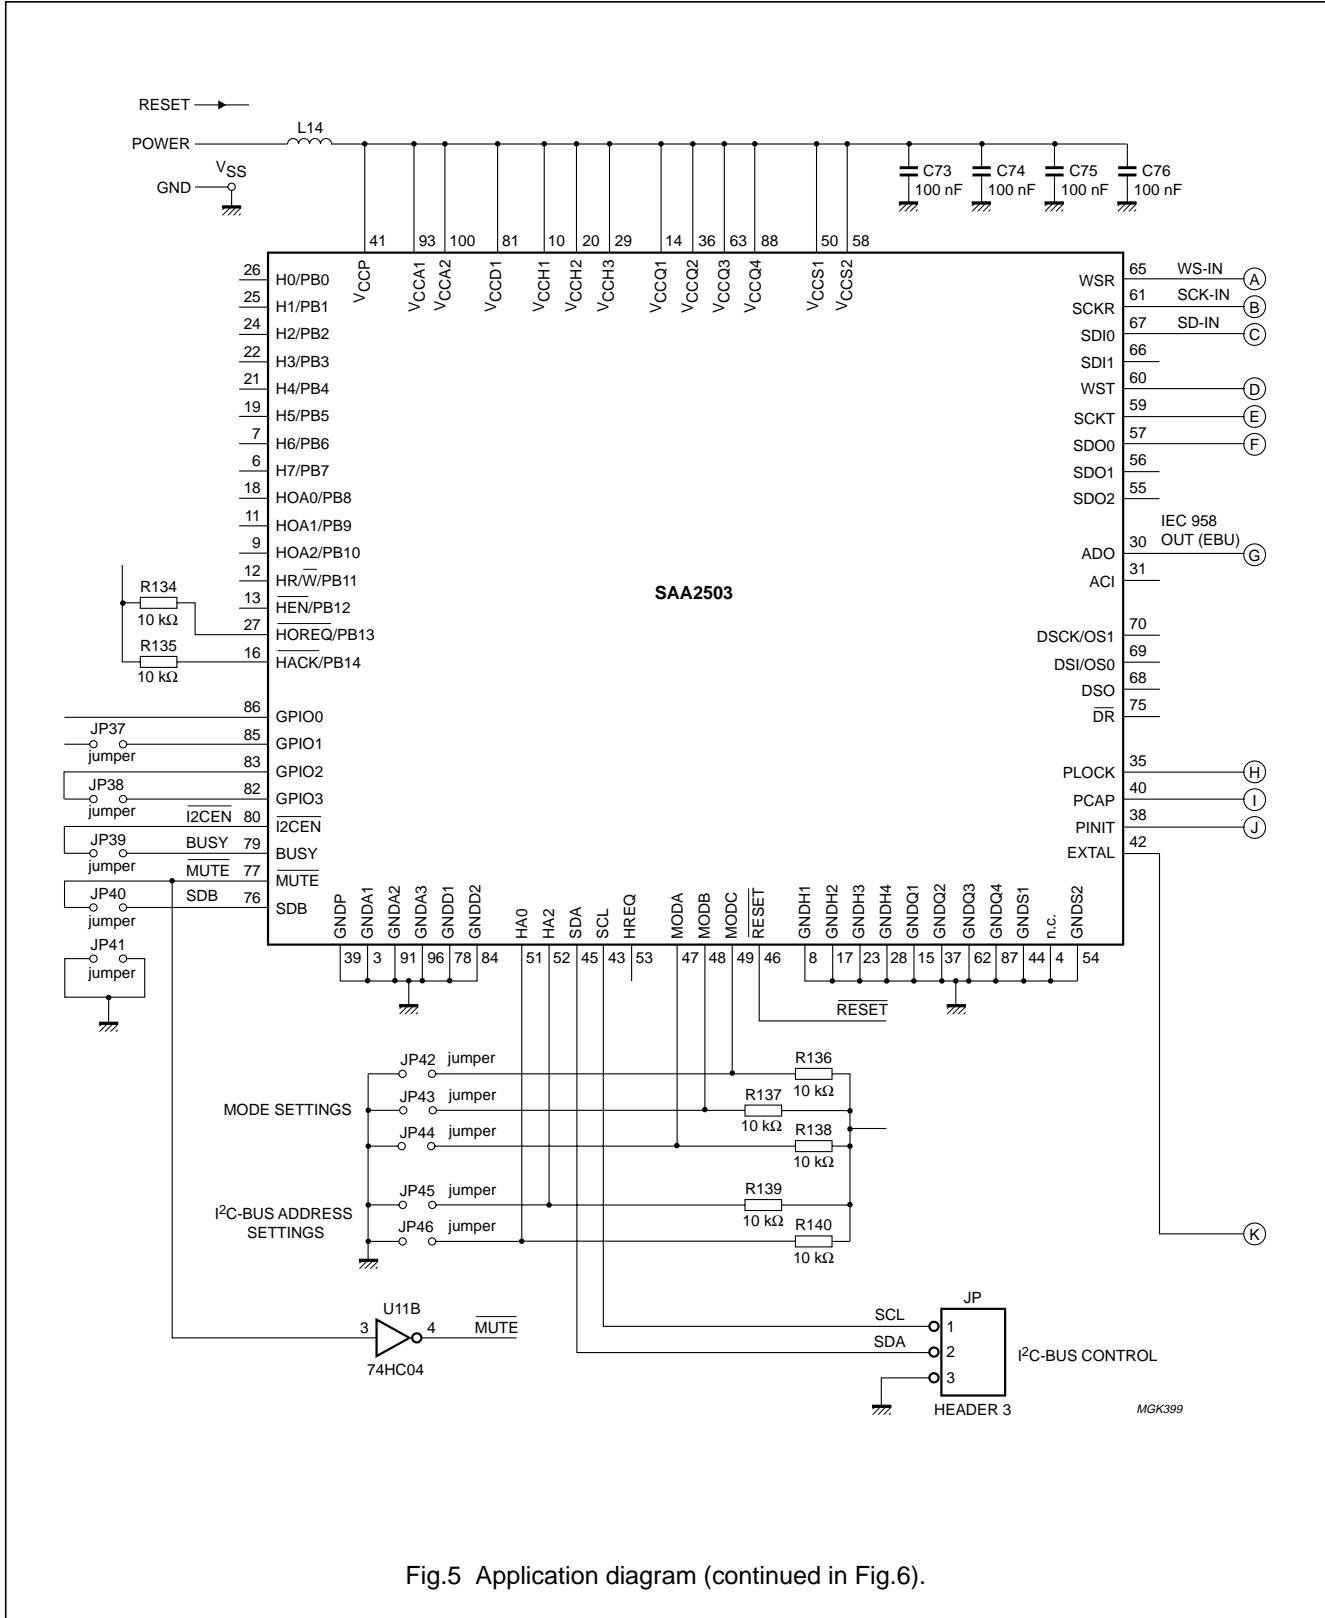 RESET
POWER
L14
VSS
GND
C73
100 nF
C74
100 nF
C75
100 nF
C76
100 nF
41 93 100 81 10 20 29 14 36 63 88 50 58
VCCP VCCA1 VCCA2 VCCD1 VCCH1 VCCH2 VCCH3 VCCQ1 VCCQ2 VCCQ3 VCCQ4 VCCS1 VCCS2
26 H0/PB0
25 H1/PB1
24 H2/PB2
22 H3/PB3
21 H4/PB4
19 H5/PB5
7 H6/PB6
6 H7/PB7
18 HOA0/PB8
11 HOA1/PB9
9 HOA2/PB10
12 HR/W̅/PB11
13 H̅E̅N̅/PB12
27 H̅O̅R̅E̅Q̅/PB13
16 H̅A̅C̅K̅/PB14
R134
10 kΩ
R135
10 kΩ
86 GPIO0
85 GPIO1
83 GPIO2
82 GPIO3
I̅2̅C̅E̅N̅ 80 I̅2̅C̅E̅N̅
BUSY 79 BUSY
M̅U̅T̅E̅ 77 M̅U̅T̅E̅
SDB 76 SDB
JP37
jumper
JP38
jumper
JP39
jumper
JP40
jumper
JP41
jumper
SAA2503
WSR 65 WS-IN A
SCKR 61 SCK-IN B
SDI0 67 SD-IN C
SDI1 66
WST 60 D
SCKT 59 E
SDO0 57 F
SDO1 56
SDO2 55
IEC 958
OUT (EBU)
ADO 30 G
ACI 31
DSCK/OS1 70
DSI/OS0 69
DSO 68
D̅R̅ 75
PLOCK 35 H
PCAP 40 I
PINIT 38 J
EXTAL 42
K
GNDP GNDA1 GNDA2 GNDA3 GNDD1 GNDD2 HA0 HA2 SDA SCL HREQ MODA MODB MODC R̅E̅S̅E̅T̅ GNDH1 GNDH2 GNDH3 GNDH4 GNDQ1 GNDQ2 GNDQ3 GNDQ4 GNDS1 n.c. GNDS2
39 3 91 96 78 84 51 52 45 43 53 47 48 49 46 8 17 23 28 15 37 62 87 44 4 54
R̅E̅S̅E̅T̅
MODE SETTINGS
JP42 jumper
R136
10 kΩ
JP43 jumper
R137
10 kΩ
JP44 jumper
R138
10 kΩ
I²C-BUS ADDRESS
SETTINGS
JP45 jumper
R139
10 kΩ
JP46 jumper
R140
10 kΩ
U11B
3 4 M̅U̅T̅E̅
74HC04
JP
SCL 1
SDA 2
3
I²C-BUS CONTROL
HEADER 3
MGK399
Fig.5 Application diagram (continued in Fig.6).